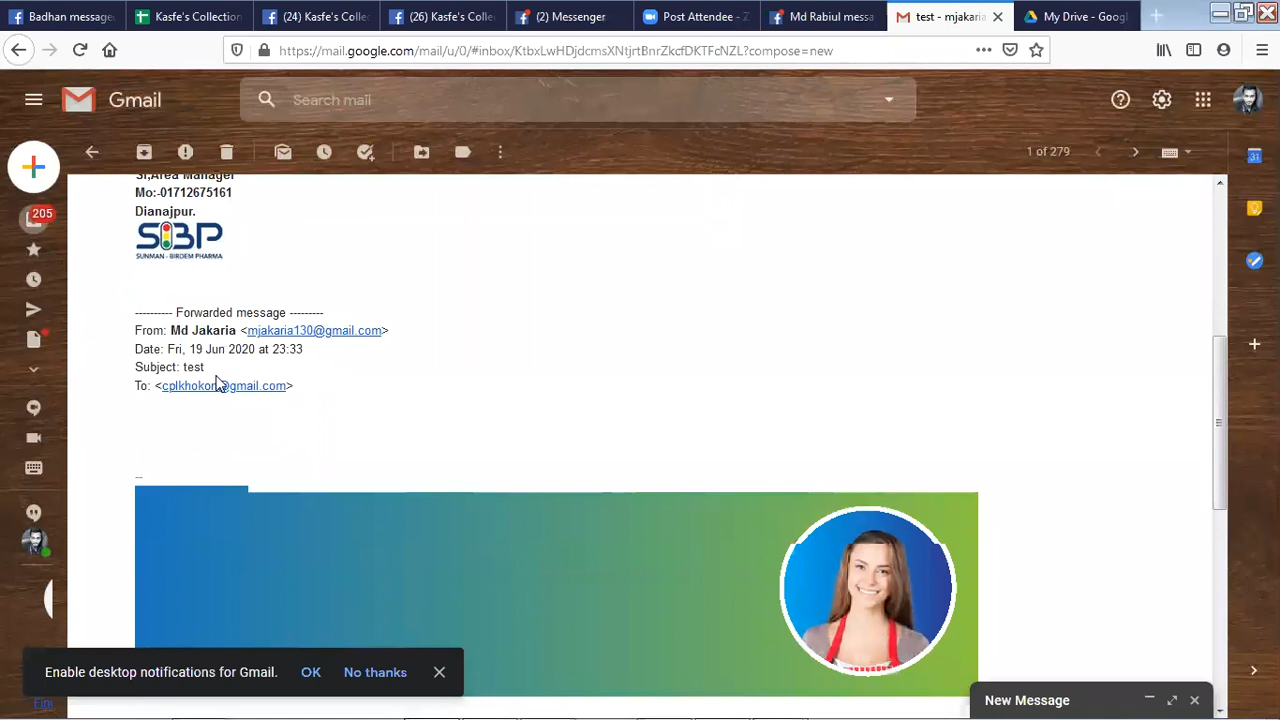 Badhan message
Kasfe's Collection
(24) Kasfe's Colle
(26) Kasfe's Colle
(2) Messenger
Post Attendee - Z
Md Rabiul messa
test - mjakaria
My Drive - Googl
https://mail.google.com/mail/u/0/#inbox/KtbxLwHDjdcmsXNtjrtBnrZkcfDKTFcNZL?compose=new
Gmail
Search mail
1 of 279
205
Sr,Area Manager
Mo:-01712675161
Dianajpur.
SBP
SUNMAN - BIRDEM PHARMA
---------- Forwarded message ---------
From: Md Jakaria <mjakaria130@gmail.com>
Date: Fri, 19 Jun 2020 at 23:33
Subject: test
To: <cplkhokon@gmail.com>
--
Enable desktop notifications for Gmail. OK No thanks
New Message